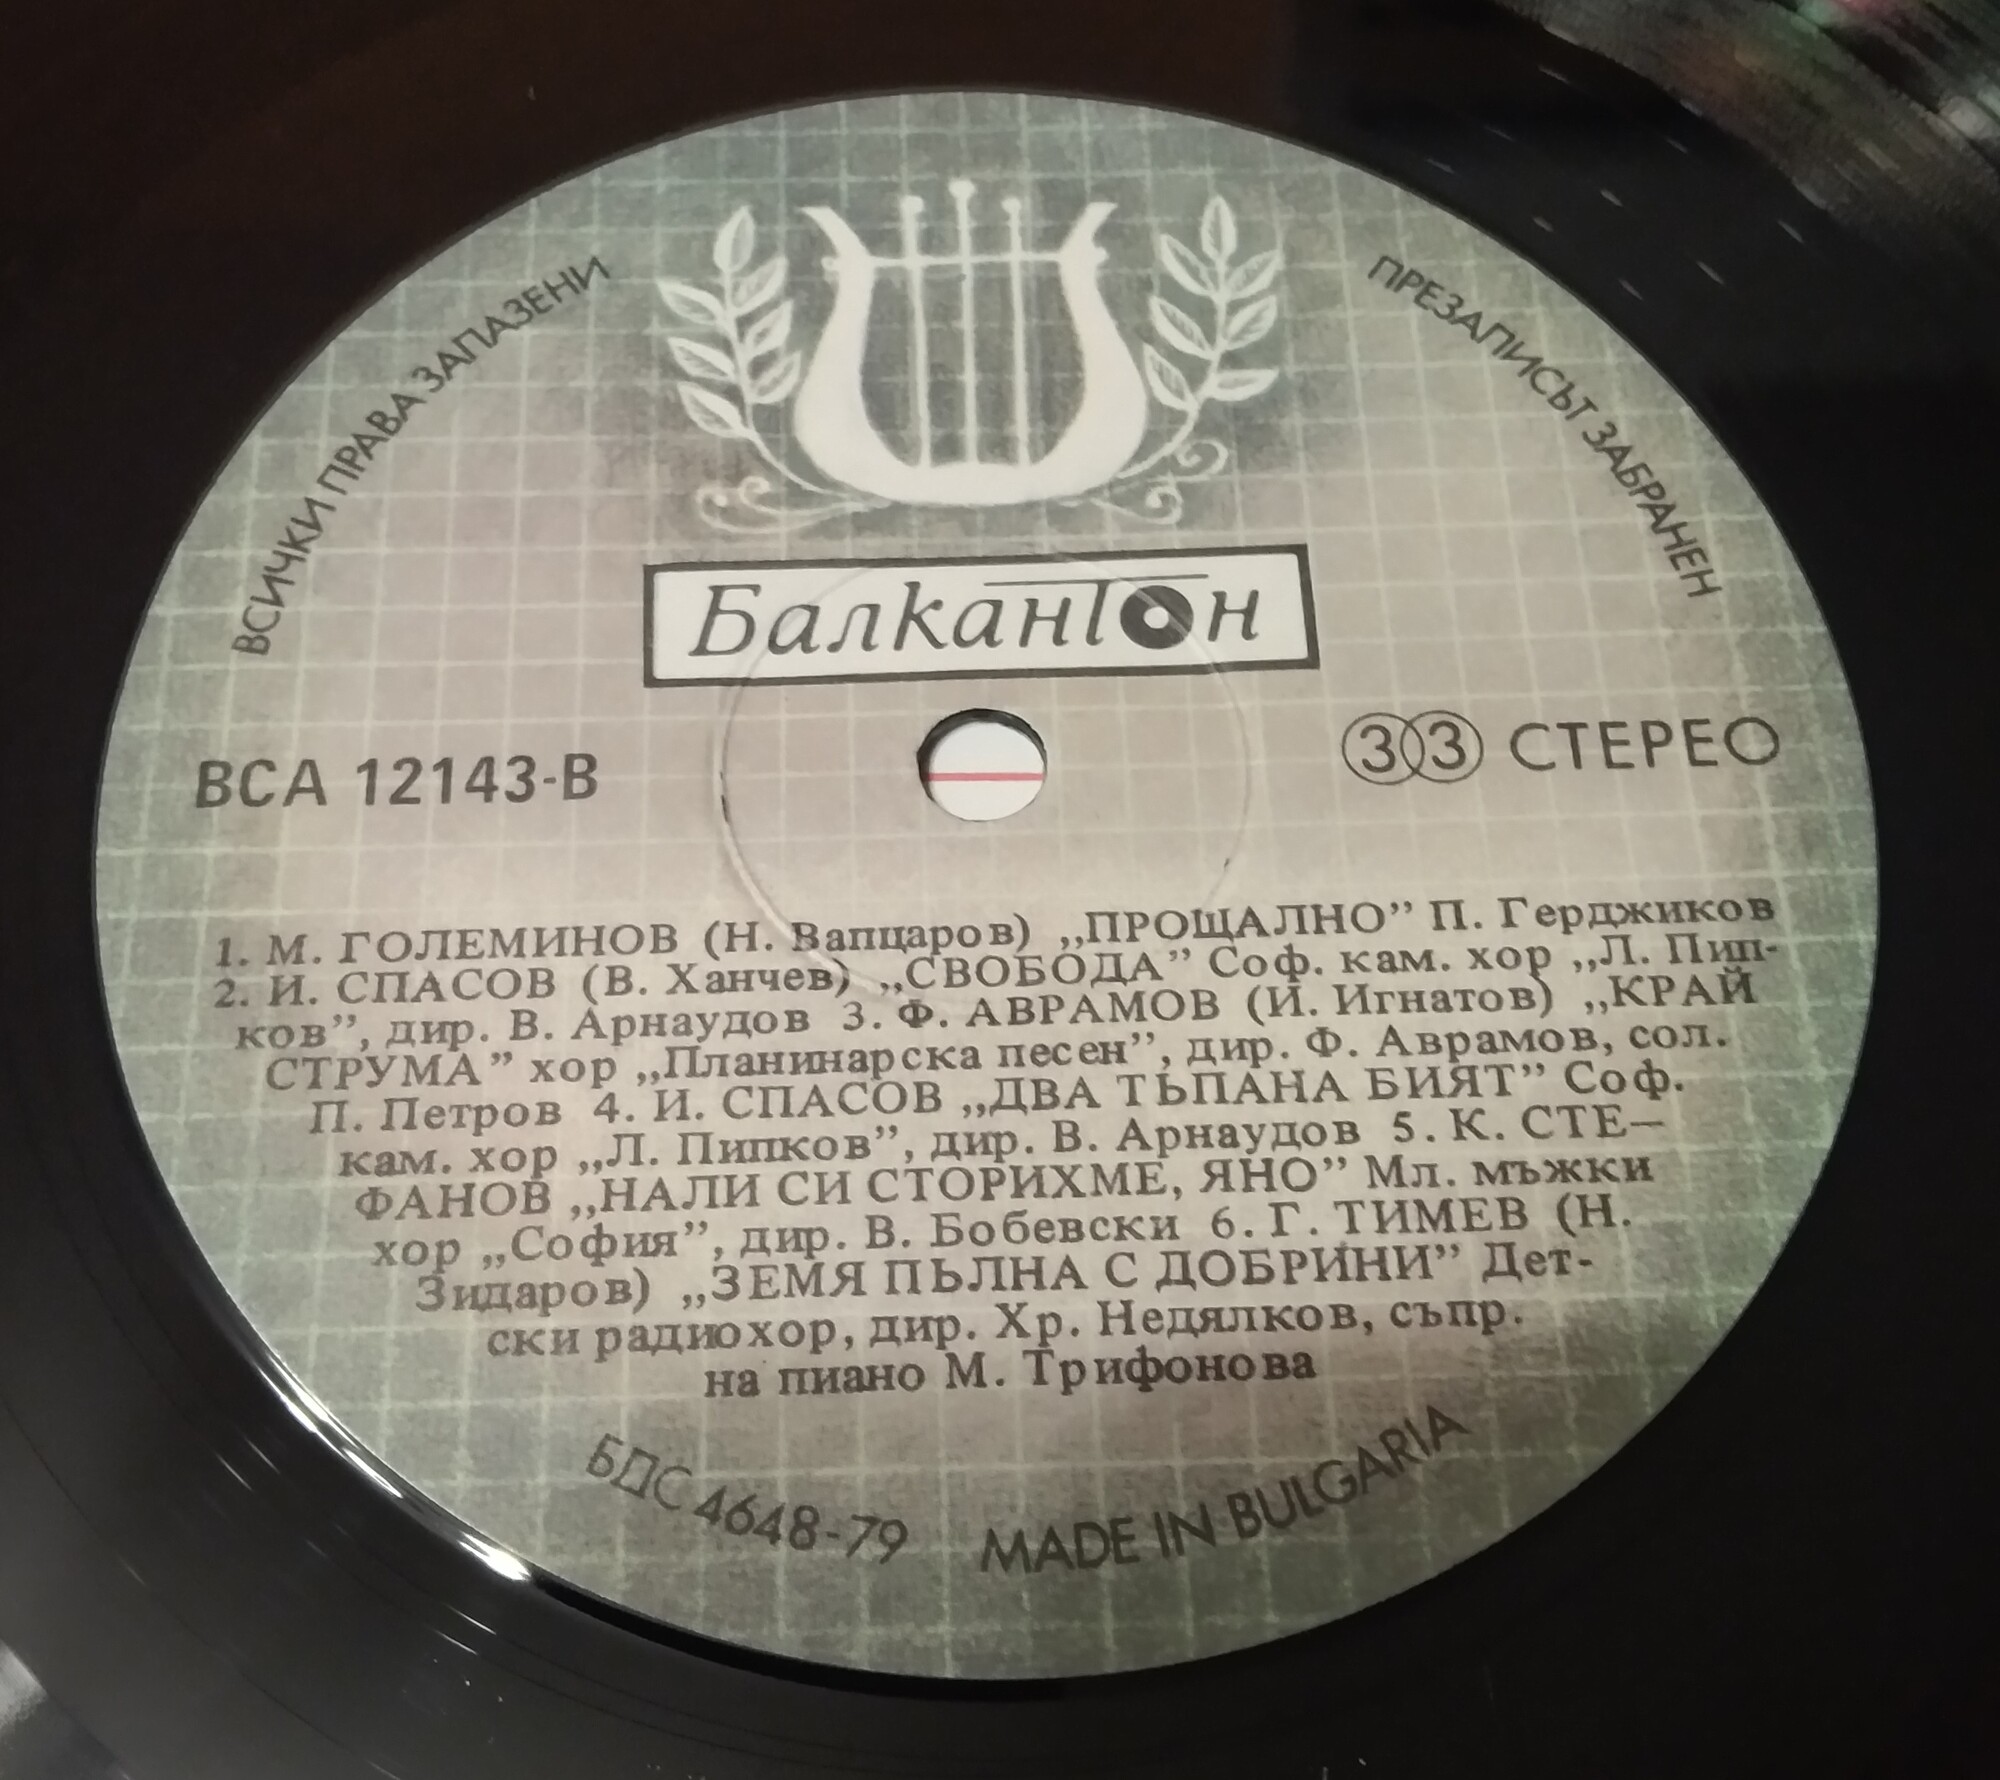 ВСИЧКИ ПРАВА ЗАПАЗЕНИ
ПРЕЗАПИСЪТ ЗАБРАНЕН
Балкантон
ВСА 12143-В
33 СТЕРЕО
1. М. ГОЛЕМИНОВ (Н. Вапцаров) „ПРОЩАЛНО” П. Герджиков
2. И. СПАСОВ (В. Ханчев) „СВОБОДА” Соф. кам. хор „Л. Пип-
ков”, дир. В. Арнаудов 3. Ф. АВРАМОВ (И. Игнатов) „КРАЙ
СТРУМА” хор „Планинарска песен”, дир. Ф. Аврамов, сол.
П. Петров 4. И. СПАСОВ „ДВА ТЪПАНА БИЯТ” Соф.
кам. хор „Л. Пипков”, дир. В. Арнаудов 5. К. СТЕ-
ФАНОВ „НАЛИ СИ СТОРИХМЕ, ЯНО” Мл. мъжки
хор „София”, дир. В. Бобевски 6. Г. ТИМЕВ (Н.
Зидаров) „ЗЕМЯ ПЪЛНА С ДОБРИНИ” Дет-
ски радиохор, дир. Хр. Недялков, съпр.
на пиано М. Трифонова
БДС 4648-79 MADE IN BULGARIA